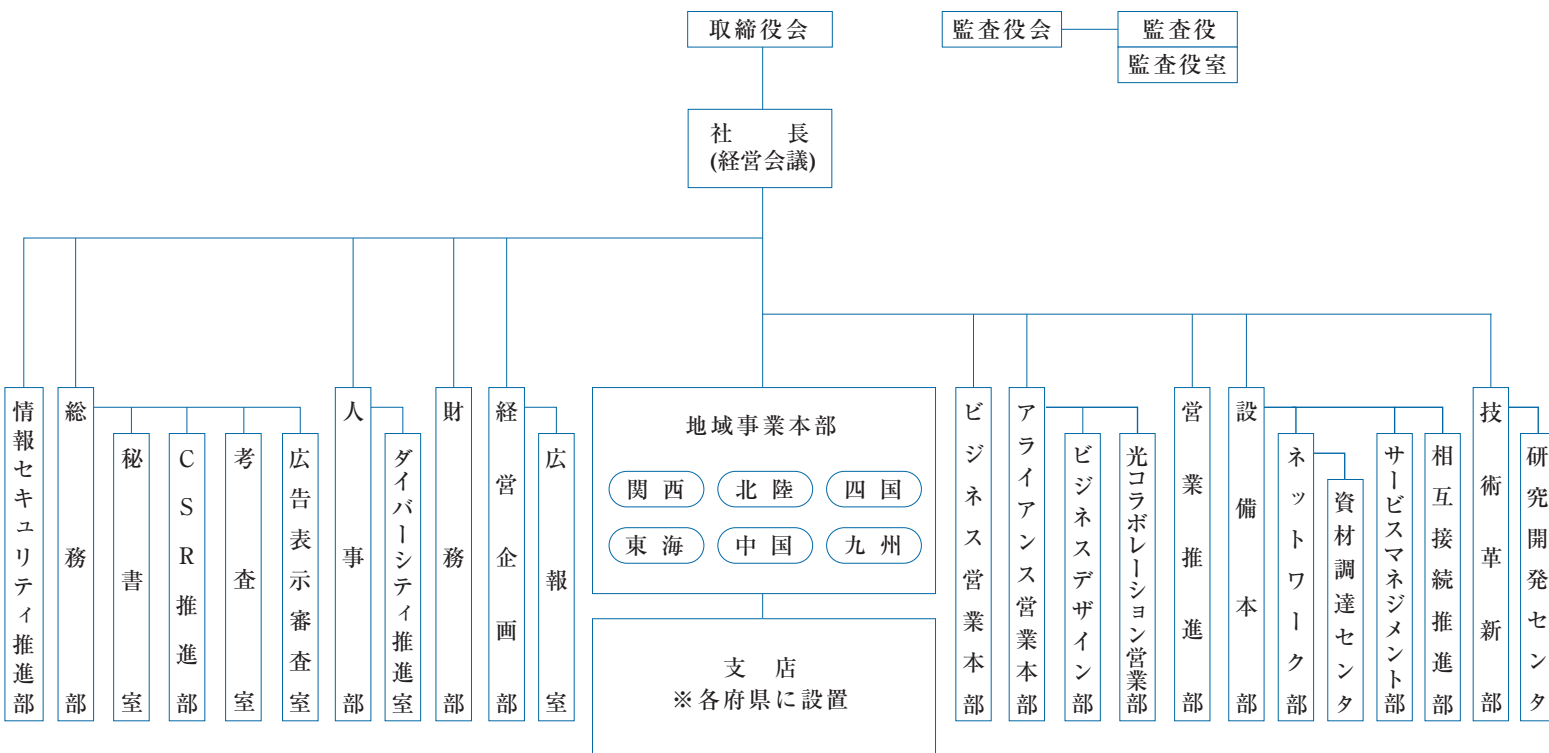 取締役会
監査役会
監査役
監査役室
社長
(経営会議)
情報セキュリティ推進部
総務部
秘書室
CSR推進部
考査室
広告表示審査室
人事部
ダイバーシティ推進室
財務部
経営企画部
広報室
地域事業本部
関西
北陸
四国
東海
中国
九州
支店
※各府県に設置
ビジネス営業本部
アライアンス営業本部
ビジネスデザイン部
光コラボレーション営業部
営業推進部
設備本部
ネットワーク部
資材調達センタ
サービスマネジメント部
相互接続推進部
技術革新部
研究開発センタ